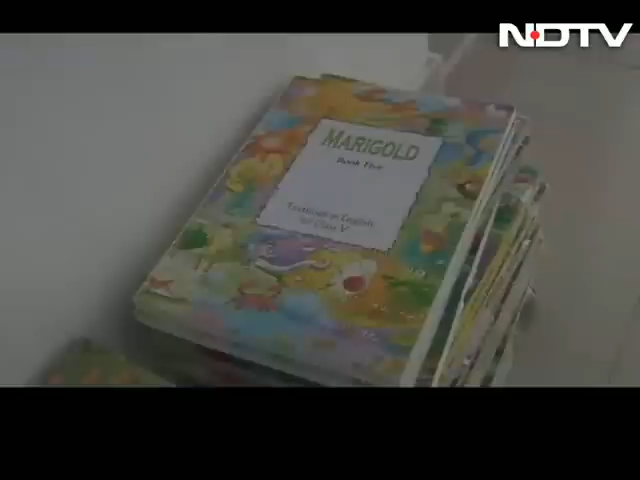 NDTV
MARIGOLD
Book Five
Textbook in English
for Class V